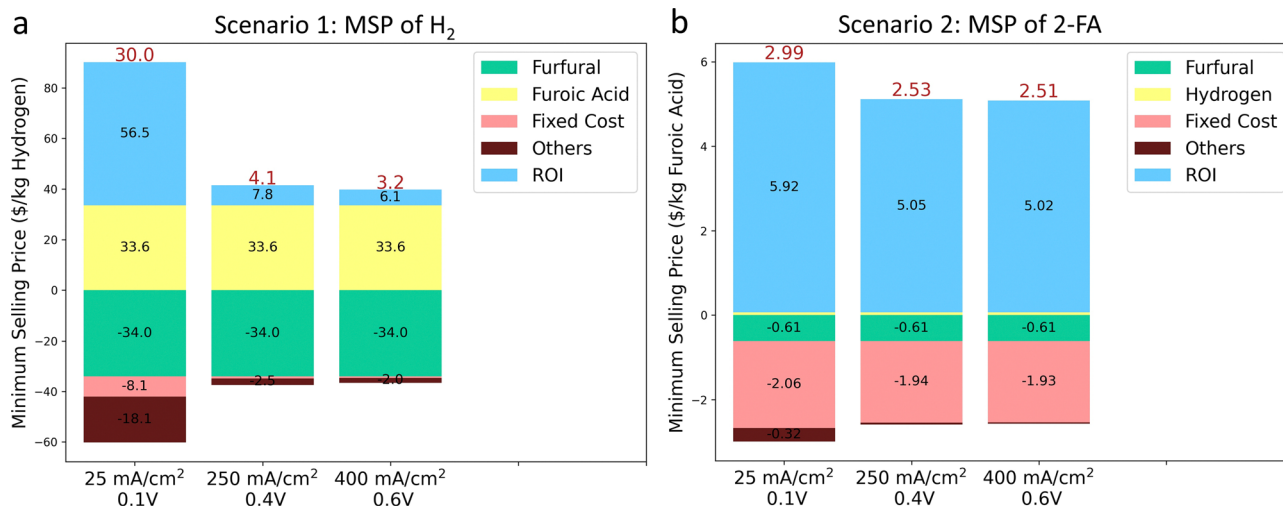 a
Scenario 1: MSP of H₂
Minimum Selling Price ($/kg Hydrogen)
80
60
40
20
0
−20
−40
−60
30.0
56.5
33.6
-34.0
-8.1
-18.1
4.1
7.8
33.6
-34.0
-2.5
3.2
6.1
33.6
-34.0
-2.0
Furfural
Furoic Acid
Fixed Cost
Others
ROI
25 mA/cm²
0.1V
250 mA/cm²
0.4V
400 mA/cm²
0.6V
b
Scenario 2: MSP of 2-FA
Minimum Selling Price ($/kg Furoic Acid)
6
4
2
0
−2
2.99
5.92
-0.61
-2.06
-0.32
2.53
5.05
-0.61
-1.94
2.51
5.02
-0.61
-1.93
Furfural
Hydrogen
Fixed Cost
Others
ROI
25 mA/cm²
0.1V
250 mA/cm²
0.4V
400 mA/cm²
0.6V